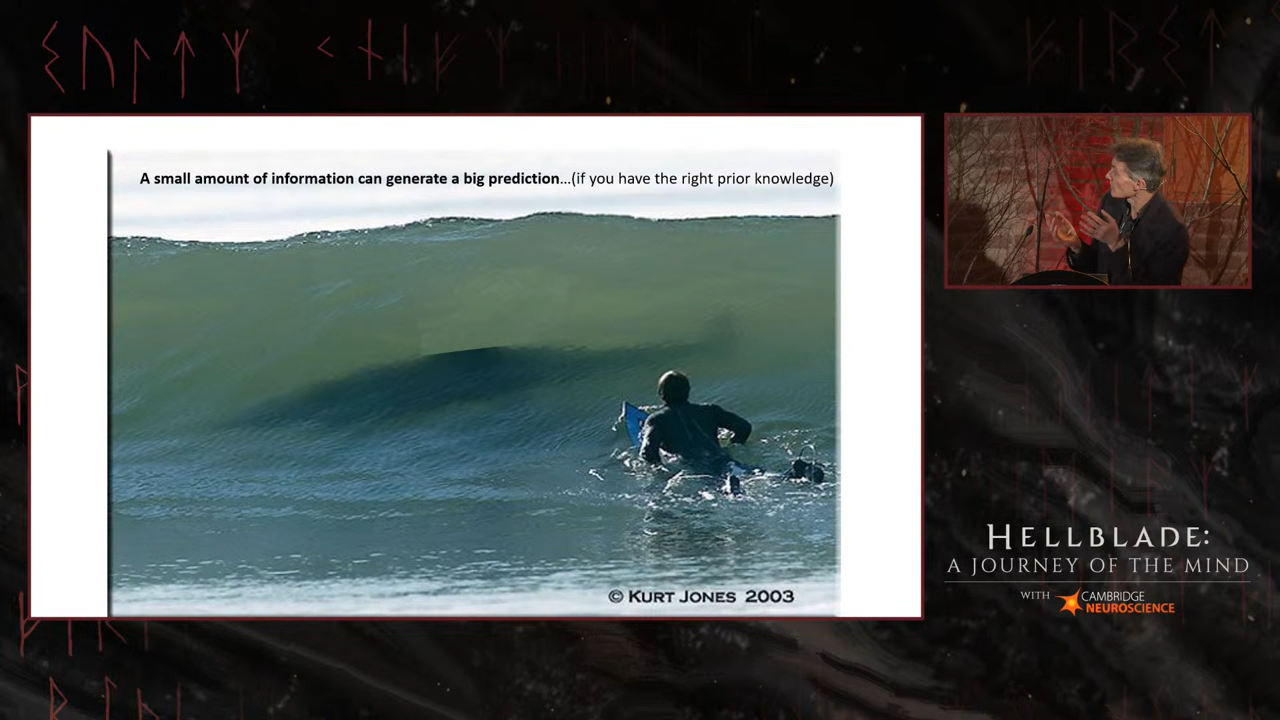 A small amount of information can generate a big prediction...(if you have the right prior knowledge)
© KURT JONES 2003
HELLBLADE:
A JOURNEY OF THE MIND
WITH CAMBRIDGE
NEUROSCIENCE